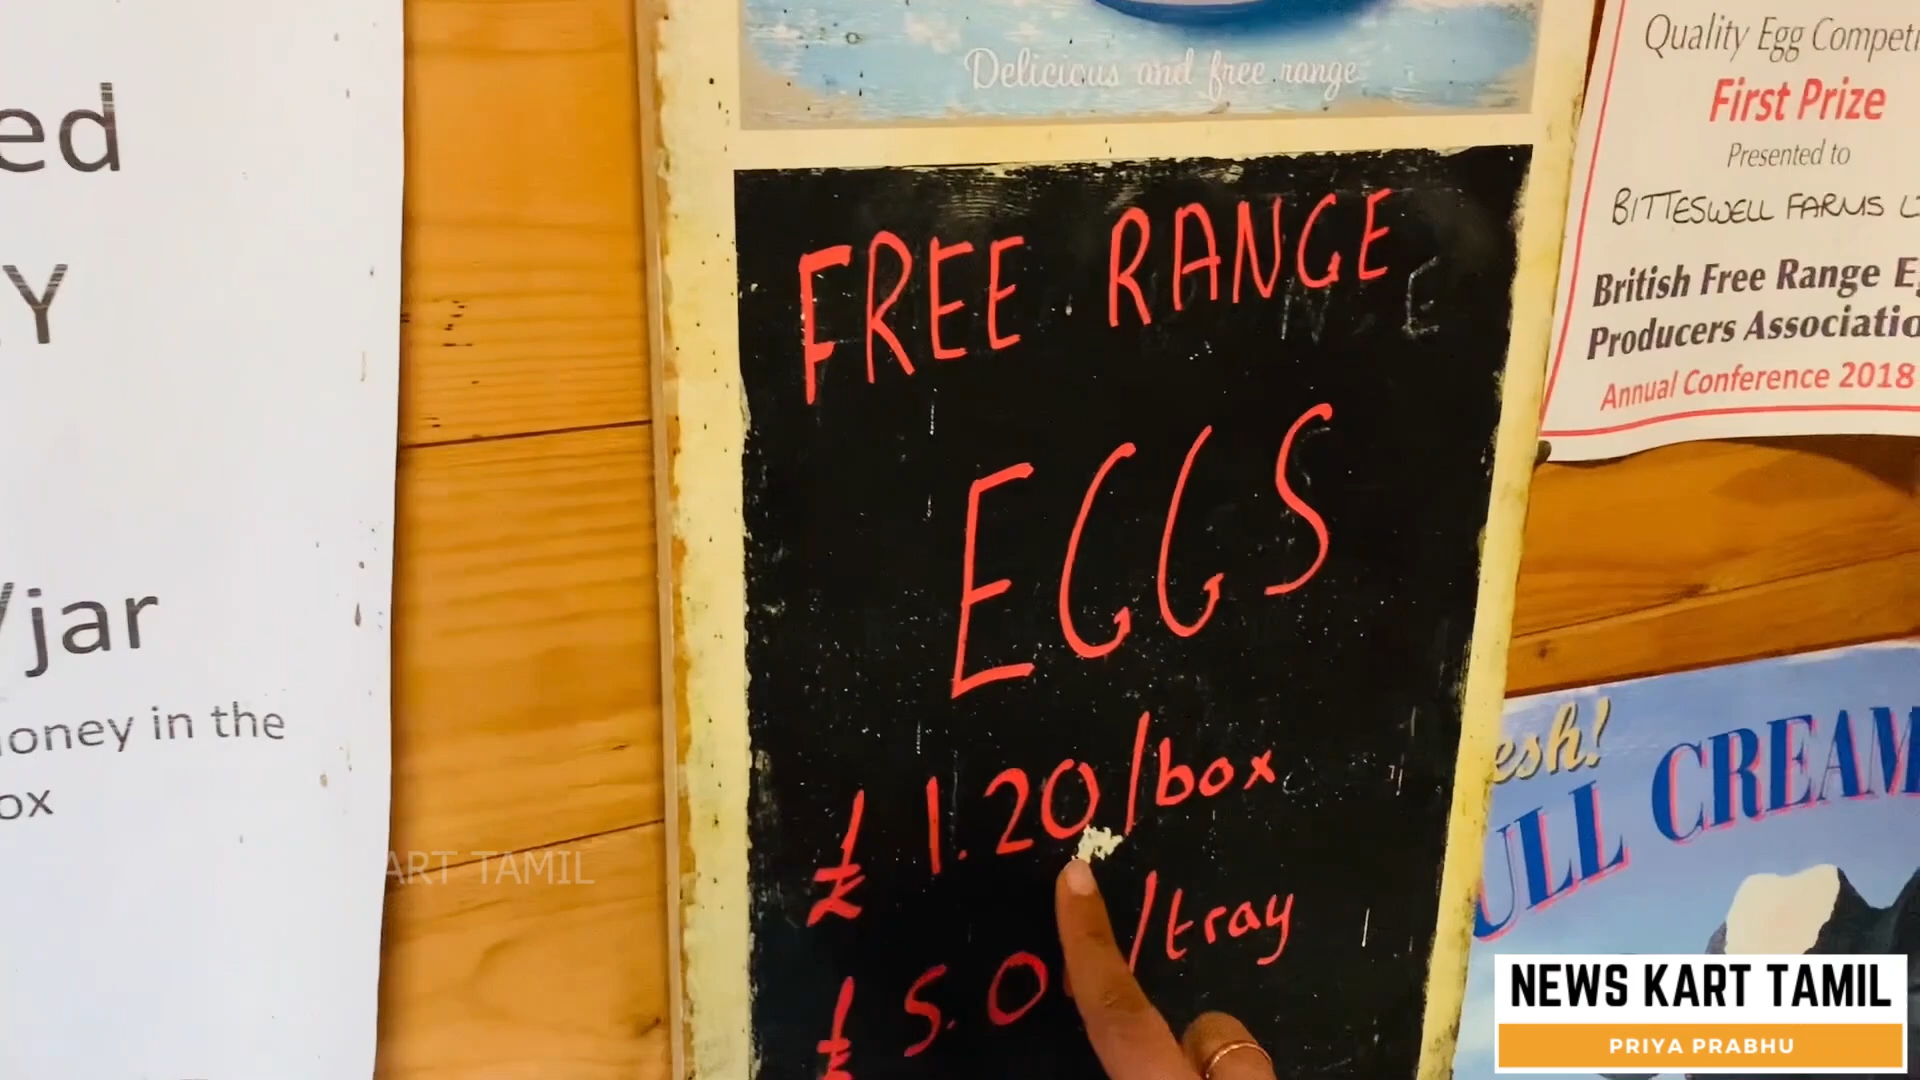 ed
Y
/jar
oney in the
ox
Delicious and free range
FREE RANGE
EGGS
£1.20/box
£5.0 /tray
Quality Egg Competi
First Prize
Presented to
BITTESWELL FARMS L
British Free Range E
Producers Associatio
Annual Conference 2018
esh!
ULL CREAM
ART TAMIL
NEWS KART TAMIL
PRIYA PRABHU